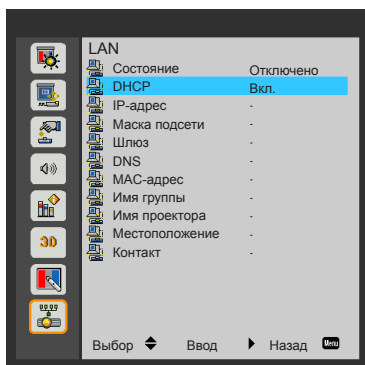 LAN
Состояние Отключено
DHCP Вкл.
IP-адрес -
Маска подсети -
Шлюз -
DNS -
MAC-адрес -
Имя группы -
Имя проектора -
Местоположение -
Контакт -
3D
Выбор Ввод Назад Menu